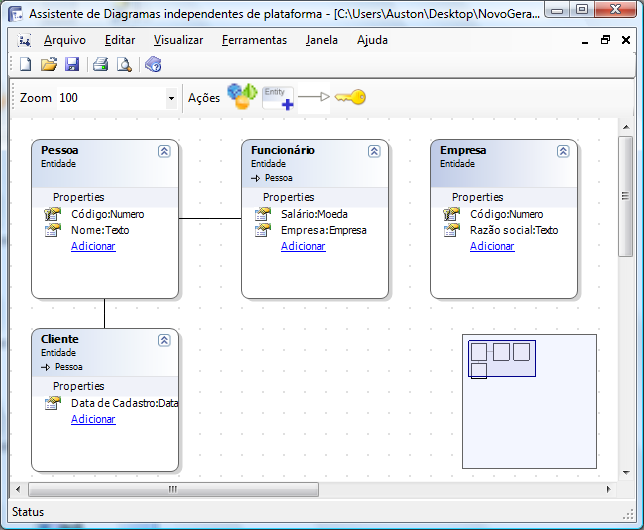 Assistente de Diagramas independentes de plataforma - [C:\Users\Auston\Desktop\NovoGera...
Arquivo Editar Visualizar Ferramentas Janela Ajuda
Zoom 100 Ações Entity
Pessoa
Entidade
Properties
Código:Numero
Nome:Texto
Adicionar
Funcionário
Entidade
Pessoa
Properties
Salário:Moeda
Empresa:Empresa
Adicionar
Empresa
Entidade
Properties
Código:Numero
Razão social:Texto
Adicionar
Cliente
Entidade
Pessoa
Properties
Data de Cadastro:Data
Adicionar
Status